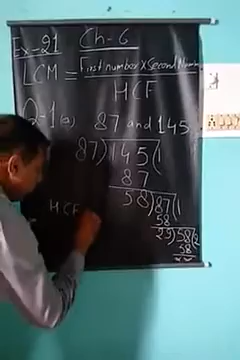 Ex-21 Ch-6
LCM = First number × Second Number
HCF
Q-1 (a) 87 and 145
87)145(1
87
58)87(1
58
29)58(2
58
××
HCF